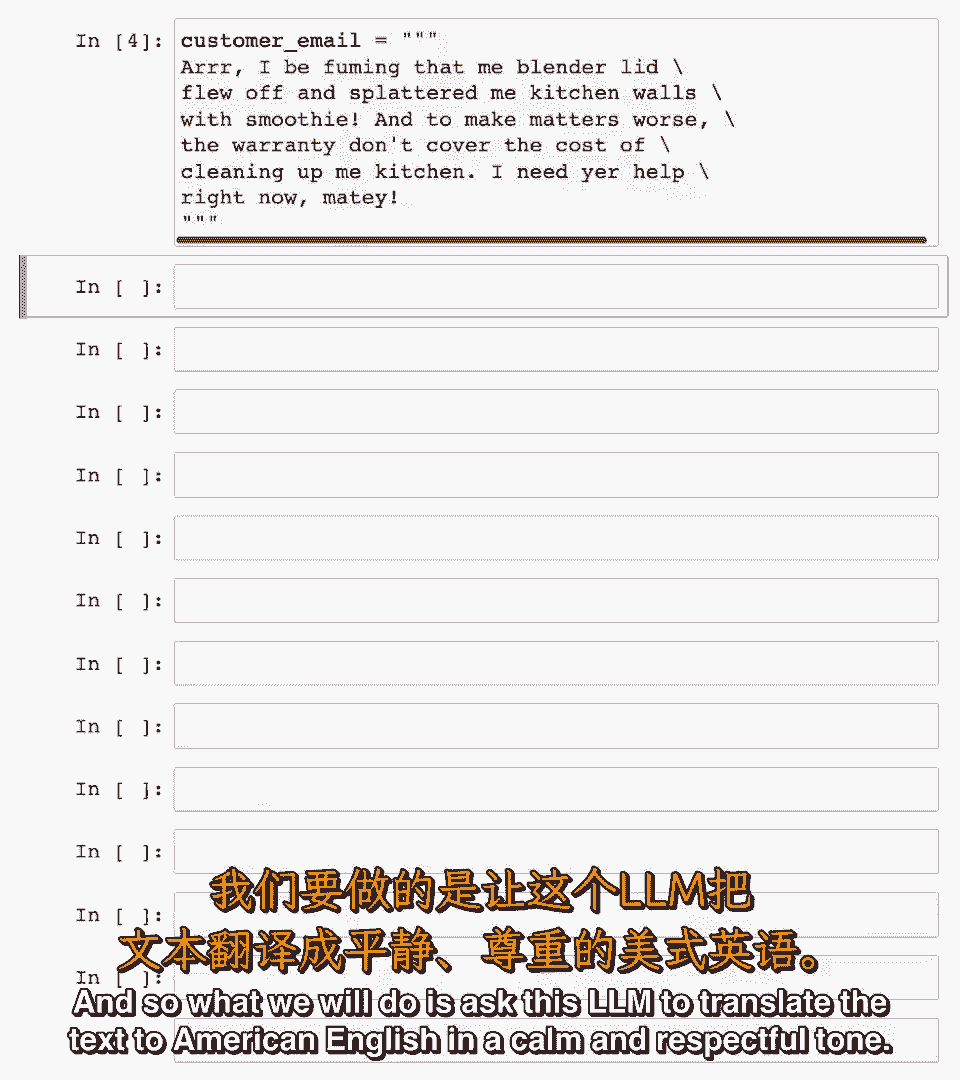 In [4]: customer_email = """
Arrr, I be fuming that me blender lid \
flew off and splattered me kitchen walls \
with smoothie! And to make matters worse, \
the warranty don't cover the cost of \
cleaning up me kitchen. I need yer help \
right now, matey!
"""
In [ ]:
In [ ]:
In [ ]:
In [ ]:
In [ ]:
In [ ]:
In [ ]:
In [ ]:
In [ ]:
In [ ]:
In [ ]:
In [ ]:
我们要做的是让这个LLM把
文本翻译成平静、尊重的美式英语。
And so what we will do is ask this LLM to translate the
text to American English in a calm and respectful tone.